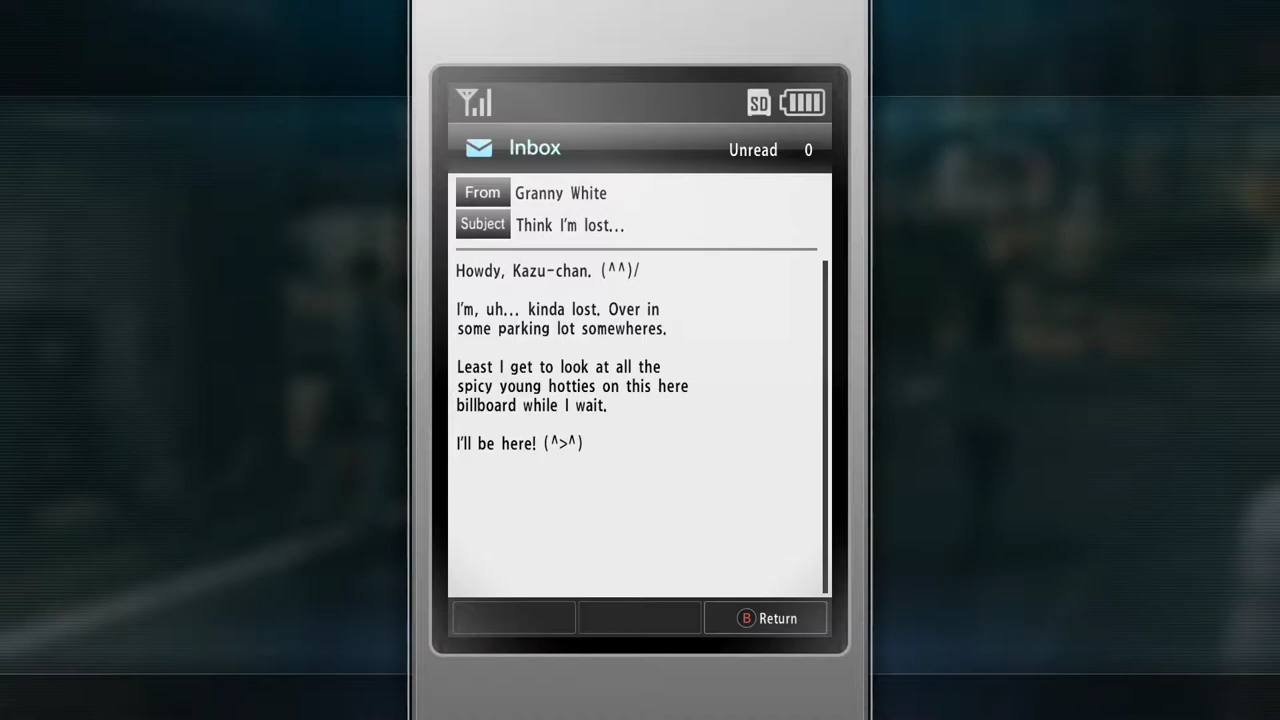 SD
Inbox
Unread 0
From Granny White
Subject Think I'm lost...
Howdy, Kazu-chan. (^^)/
I'm, uh... kinda lost. Over in
some parking lot somewheres.
Least I get to look at all the
spicy young hotties on this here
billboard while I wait.
I'll be here! (^>^)
B Return